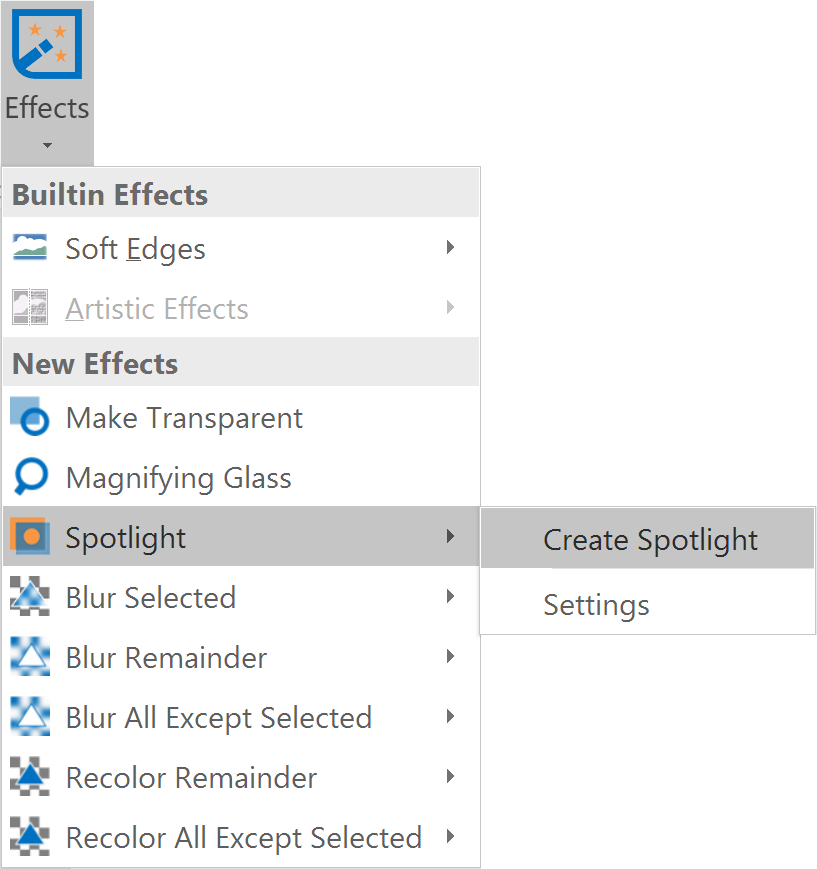 Effects
Builtin Effects
Soft Edges
Artistic Effects
New Effects
Make Transparent
Magnifying Glass
Spotlight
Create Spotlight
Blur Selected
Settings
Blur Remainder
Blur All Except Selected
Recolor Remainder
Recolor All Except Selected